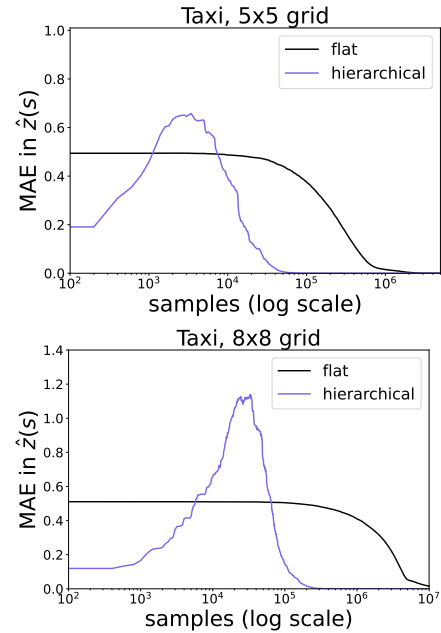 Taxi, 5x5 grid
flat
hierarchical
MAE in ẑ(s)
1.0
0.8
0.6
0.4
0.2
0.0
10² 10³ 10⁴ 10⁵ 10⁶
samples (log scale)
Taxi, 8x8 grid
flat
hierarchical
MAE in ẑ(s)
1.4
1.2
1.0
0.8
0.6
0.4
0.2
0.0
10² 10³ 10⁴ 10⁵ 10⁶ 10⁷
samples (log scale)